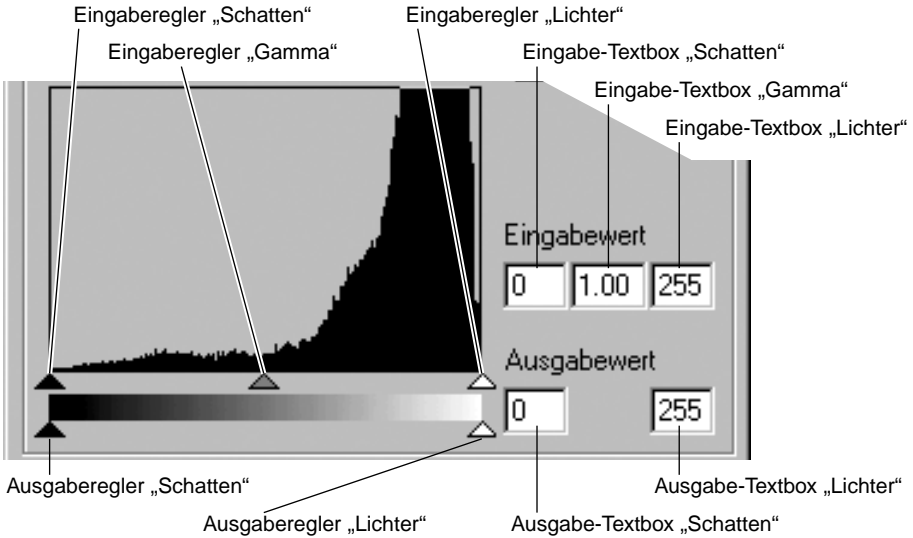 Eingaberegler „Schatten“
Eingaberegler „Lichter“
Eingaberegler „Gamma“
Eingabe-Textbox „Schatten“
Eingabe-Textbox „Gamma“
Eingabe-Textbox „Lichter“
Eingabewert
0 1.00 255
Ausgabewert
0 255
Ausgaberegler „Schatten“
Ausgabe-Textbox „Lichter“
Ausgaberegler „Lichter“
Ausgabe-Textbox „Schatten“